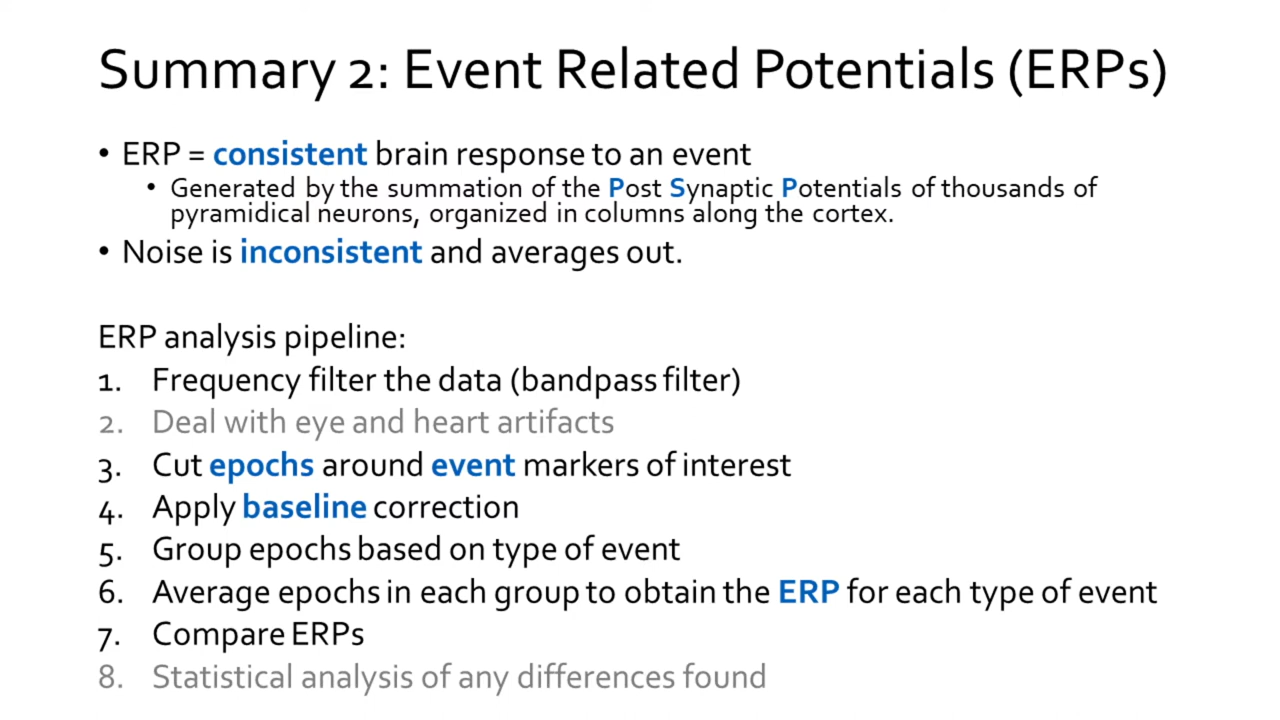 Summary 2: Event Related Potentials (ERPs)
• ERP = consistent brain response to an event
• Generated by the summation of the Post Synaptic Potentials of thousands of
pyramidical neurons, organized in columns along the cortex.
• Noise is inconsistent and averages out.
ERP analysis pipeline:
1. Frequency filter the data (bandpass filter)
2. Deal with eye and heart artifacts
3. Cut epochs around event markers of interest
4. Apply baseline correction
5. Group epochs based on type of event
6. Average epochs in each group to obtain the ERP for each type of event
7. Compare ERPs
8. Statistical analysis of any differences found